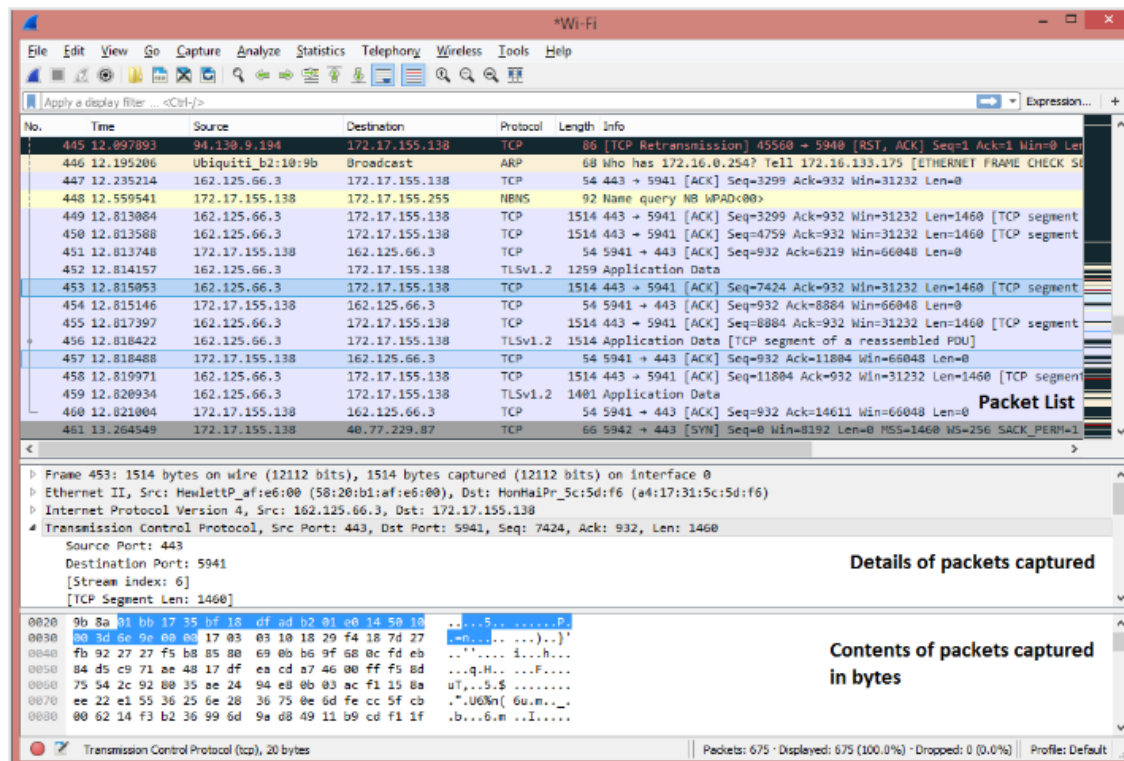 *Wi-Fi
File Edit View Go Capture Analyze Statistics Telephony Wireless Tools Help
Apply a display filter ... <Ctrl-/> Expression... +
No. Time Source Destination Protocol Length Info
445 12.097893 94.130.9.194 172.17.155.138 TCP 86 [TCP Retransmission] 45560 → 5940 [RST, ACK] Seq=1 Ack=1 Win=0 Len
446 12.195206 Ubiquiti_b2:10:9b Broadcast ARP 68 Who has 172.16.0.254? Tell 172.16.133.175 [ETHERNET FRAME CHECK SE
447 12.235214 162.125.66.3 172.17.155.138 TCP 54 443 → 5941 [ACK] Seq=3299 Ack=932 Win=31232 Len=0
448 12.559541 172.17.155.138 172.17.155.255 NBNS 92 Name query NB WPAD<00>
449 12.813084 162.125.66.3 172.17.155.138 TCP 1514 443 → 5941 [ACK] Seq=3299 Ack=932 Win=31232 Len=1460 [TCP segment
450 12.813588 162.125.66.3 172.17.155.138 TCP 1514 443 → 5941 [ACK] Seq=4759 Ack=932 Win=31232 Len=1460 [TCP segment
451 12.813748 172.17.155.138 162.125.66.3 TCP 54 5941 → 443 [ACK] Seq=932 Ack=6219 Win=66048 Len=0
452 12.814157 162.125.66.3 172.17.155.138 TLSv1.2 1259 Application Data
453 12.815053 162.125.66.3 172.17.155.138 TCP 1514 443 → 5941 [ACK] Seq=7424 Ack=932 Win=31232 Len=1460 [TCP segment
454 12.815146 172.17.155.138 162.125.66.3 TCP 54 5941 → 443 [ACK] Seq=932 Ack=8884 Win=66048 Len=0
455 12.817397 162.125.66.3 172.17.155.138 TCP 1514 443 → 5941 [ACK] Seq=8884 Ack=932 Win=31232 Len=1460 [TCP segment
456 12.818422 162.125.66.3 172.17.155.138 TLSv1.2 1514 Application Data [TCP segment of a reassembled PDU]
457 12.818488 172.17.155.138 162.125.66.3 TCP 54 5941 → 443 [ACK] Seq=932 Ack=11804 Win=66048 Len=0
458 12.819971 162.125.66.3 172.17.155.138 TCP 1514 443 → 5941 [ACK] Seq=11804 Ack=932 Win=31232 Len=1460 [TCP segment
459 12.820934 162.125.66.3 172.17.155.138 TLSv1.2 1401 Application Data
460 12.821004 172.17.155.138 162.125.66.3 TCP 54 5941 → 443 [ACK] Seq=932 Ack=14611 Win=66048 Len=0
Packet List
461 13.264549 172.17.155.138 40.77.229.87 TCP 66 5942 → 443 [SYN] Seq=0 Win=8192 Len=0 MSS=1460 WS=256 SACK_PERM=1
Frame 453: 1514 bytes on wire (12112 bits), 1514 bytes captured (12112 bits) on interface 0
Ethernet II, Src: HewlettP_af:e6:00 (58:20:b1:af:e6:00), Dst: HonHaiPr_5c:5d:f6 (a4:17:31:5c:5d:f6)
Internet Protocol Version 4, Src: 162.125.66.3, Dst: 172.17.155.138
Transmission Control Protocol, Src Port: 443, Dst Port: 5941, Seq: 7424, Ack: 932, Len: 1460
Source Port: 443
Destination Port: 5941
Details of packets captured
[Stream index: 6]
[TCP Segment Len: 1460]
0020 9b 8a 01 bb 17 35 bf 18 df ad b2 01 e0 14 50 10 .....5.. ......P.
0030 00 3d 6e 9e 00 00 17 03 03 10 18 29 f4 18 7d 27 .=n..... ...)..}'
0040 fb 92 27 27 f5 b8 85 80 69 0b b6 9f 68 0c fd eb ..''.... i...h...
0050 84 d5 c9 71 ae 48 17 df ea cd a7 46 00 ff f5 8d ...q.H.. ...F....
0060 75 54 2c 92 80 35 ae 24 94 e8 0b 03 ac f1 15 8a uT,..5.$ ........
0070 ee 22 e1 55 36 25 6e 28 36 75 0e 6d fe cc 5f cb .".U6%n( 6u.m.._.
0080 00 62 14 f3 b2 36 99 6d 9a d8 49 11 b9 cd f1 1f .b...6.m ..I.....
Contents of packets captured
in bytes
Transmission Control Protocol (tcp), 20 bytes Packets: 675 · Displayed: 675 (100.0%) · Dropped: 0 (0.0%) Profile: Default